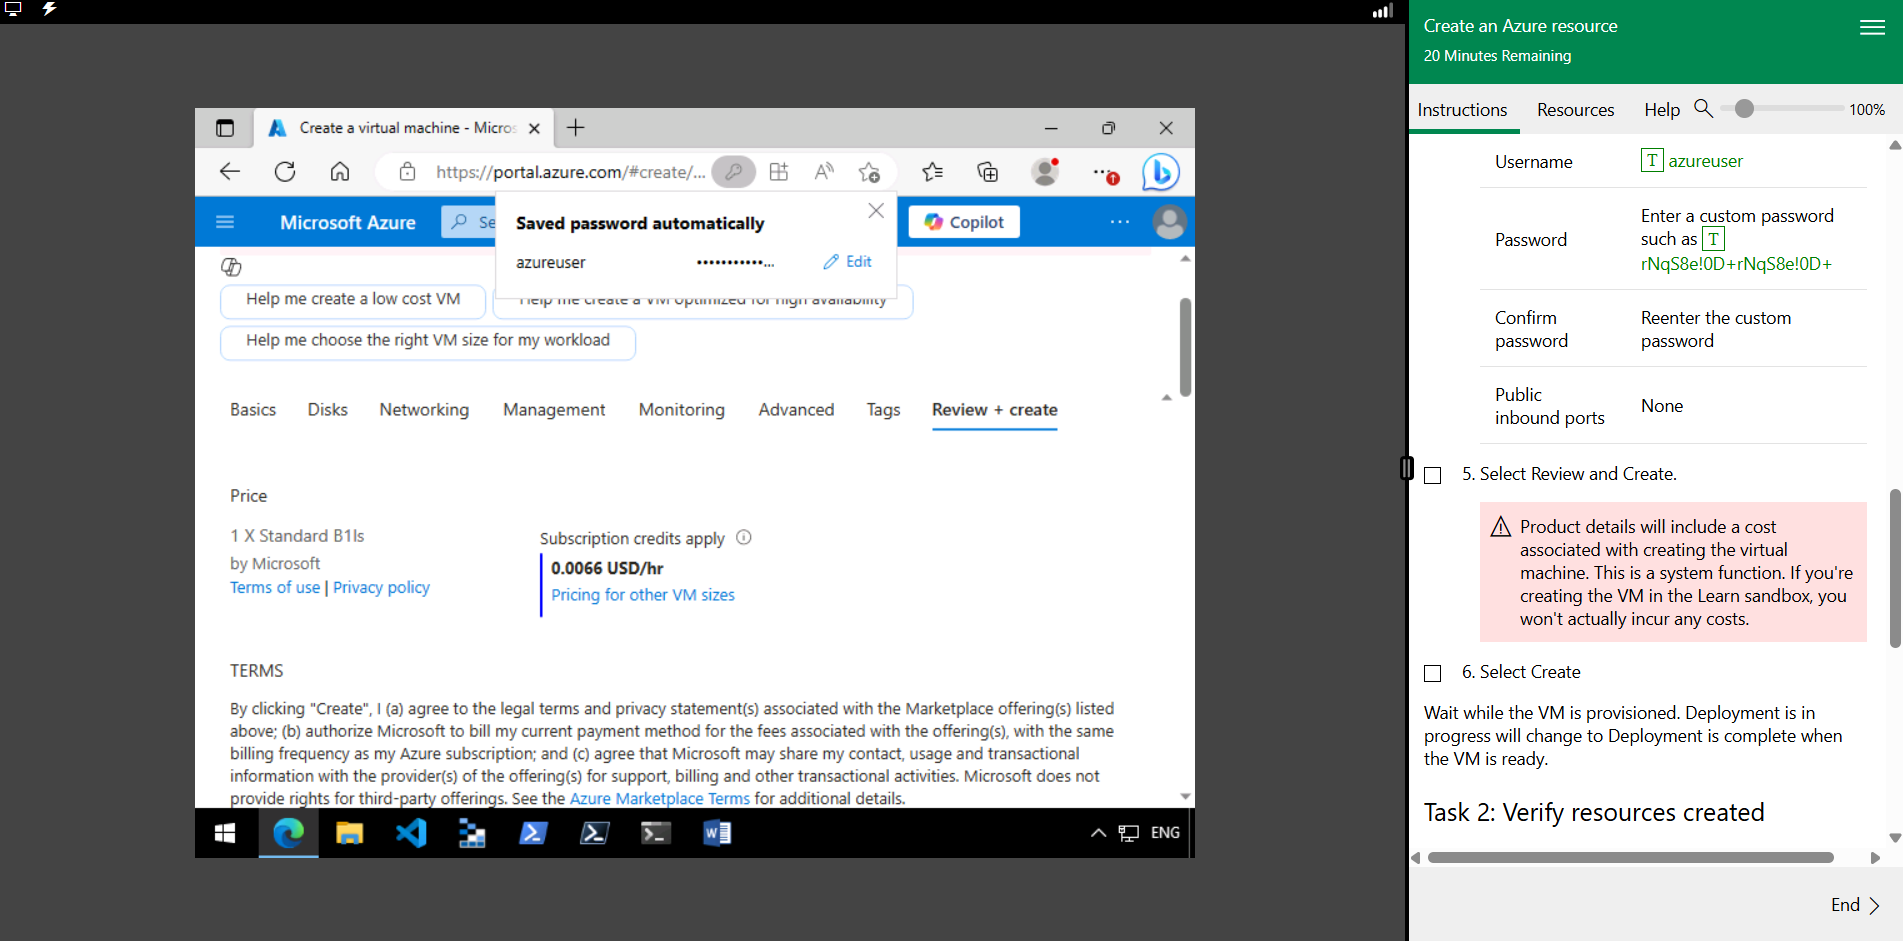 Create a virtual machine - Micros
https://portal.azure.com/#create/...
Microsoft Azure
Se
Saved password automatically
azureuser
••••••••••••...
Edit
Copilot
...
Help me create a low cost VM
Help me create a VM optimized for high availability
Help me choose the right VM size for my workload
Basics
Disks
Networking
Management
Monitoring
Advanced
Tags
Review + create
Price
1 X Standard B1ls
by Microsoft
Terms of use | Privacy policy
Subscription credits apply
0.0066 USD/hr
Pricing for other VM sizes
TERMS
By clicking "Create", I (a) agree to the legal terms and privacy statement(s) associated with the Marketplace offering(s) listed
above; (b) authorize Microsoft to bill my current payment method for the fees associated with the offering(s), with the same
billing frequency as my Azure subscription; and (c) agree that Microsoft may share my contact, usage and transactional
information with the provider(s) of the offering(s) for support, billing and other transactional activities. Microsoft does not
provide rights for third-party offerings. See the Azure Marketplace Terms for additional details.
ENG
Create an Azure resource
20 Minutes Remaining
Instructions
Resources
Help
100%
Username
T azureuser
Password
Enter a custom password
such as T
rNqS8e!0D+rNqS8e!0D+
Confirm
password
Reenter the custom
password
Public
inbound ports
None
5. Select Review and Create.
Product details will include a cost
associated with creating the virtual
machine. This is a system function. If you're
creating the VM in the Learn sandbox, you
won't actually incur any costs.
6. Select Create
Wait while the VM is provisioned. Deployment is in
progress will change to Deployment is complete when
the VM is ready.
Task 2: Verify resources created
End